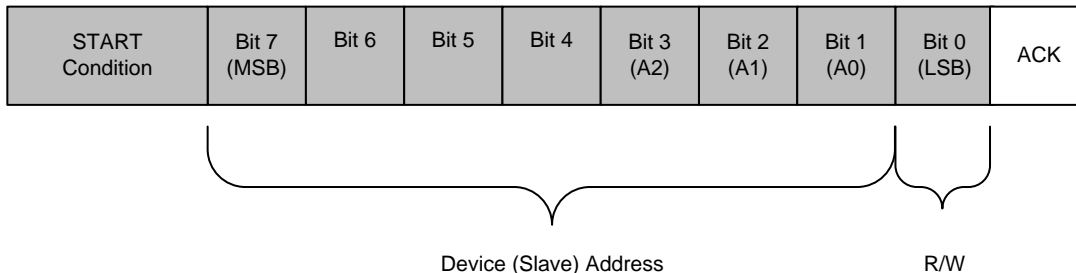 START
Condition
Bit 7
(MSB)
Bit 6
Bit 5
Bit 4
Bit 3
(A2)
Bit 2
(A1)
Bit 1
(A0)
Bit 0
(LSB)
ACK
Device (Slave) Address
R/W